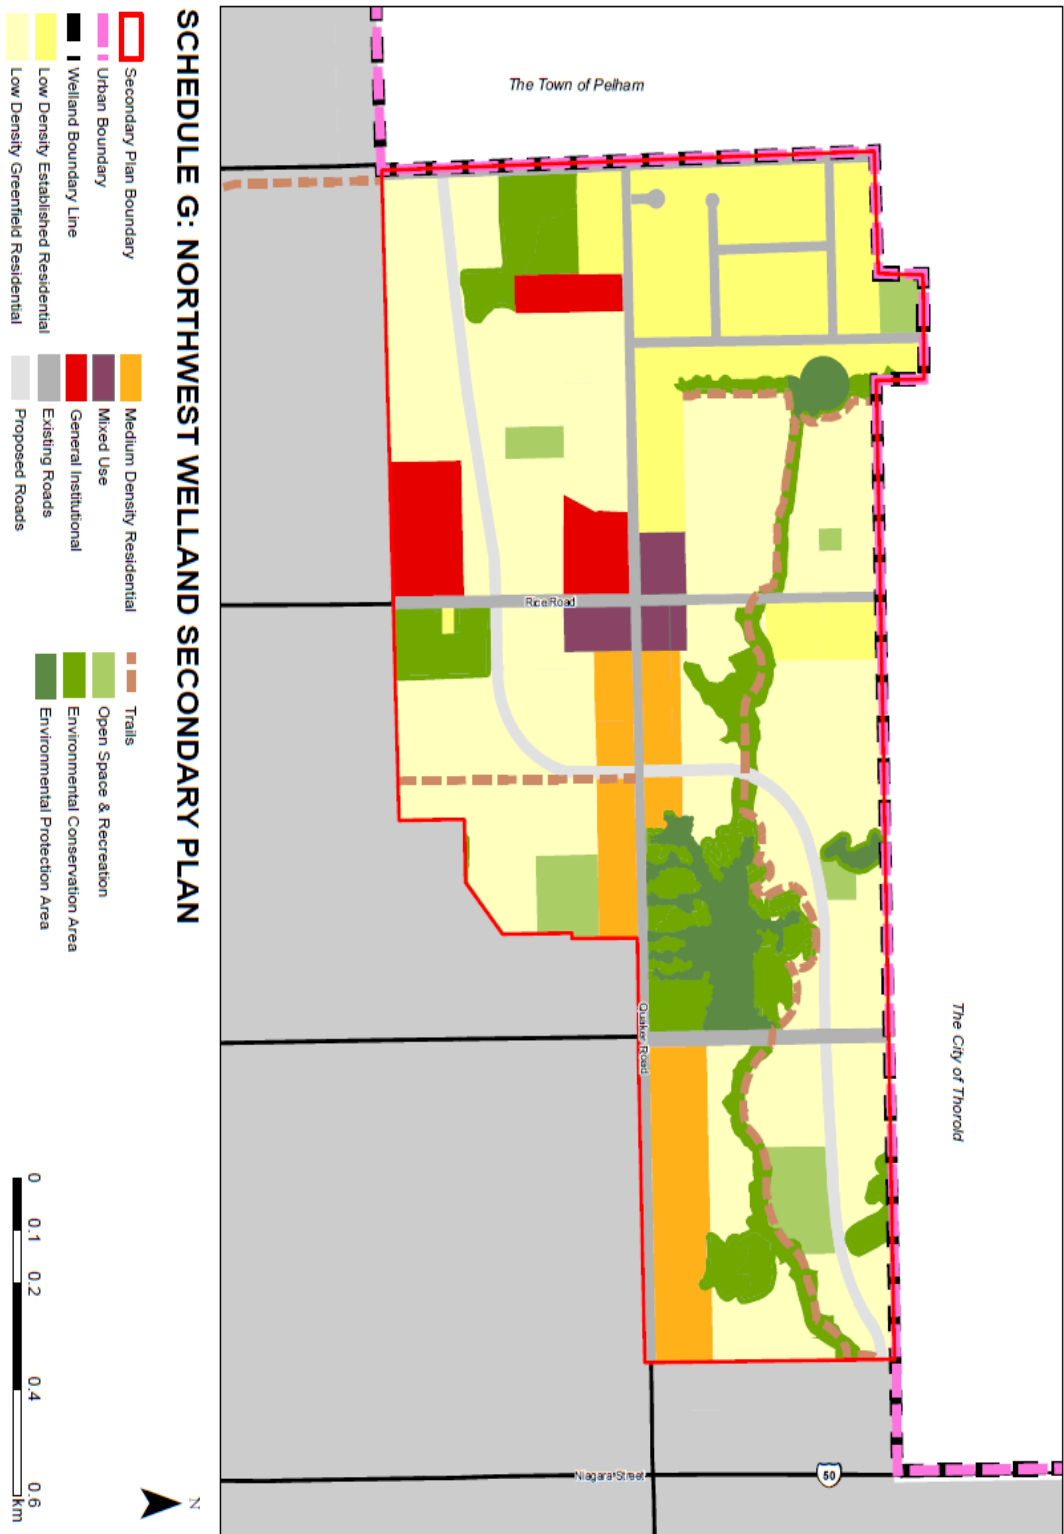 SCHEDULE G: NORTHWEST WELLAND SECONDARY PLAN
The Town of Pelham
The City of Thorold
Rice Road
Quaker Road
Niagara Street
50
Secondary Plan Boundary
Urban Boundary
Welland Boundary Line
Low Density Established Residential
Low Density Greenfield Residential
Medium Density Residential
Mixed Use
General Institutional
Existing Roads
Proposed Roads
Trails
Open Space & Recreation
Environmental Conservation Area
Environmental Protection Area
N
0 0.1 0.2 0.4 0.6
km